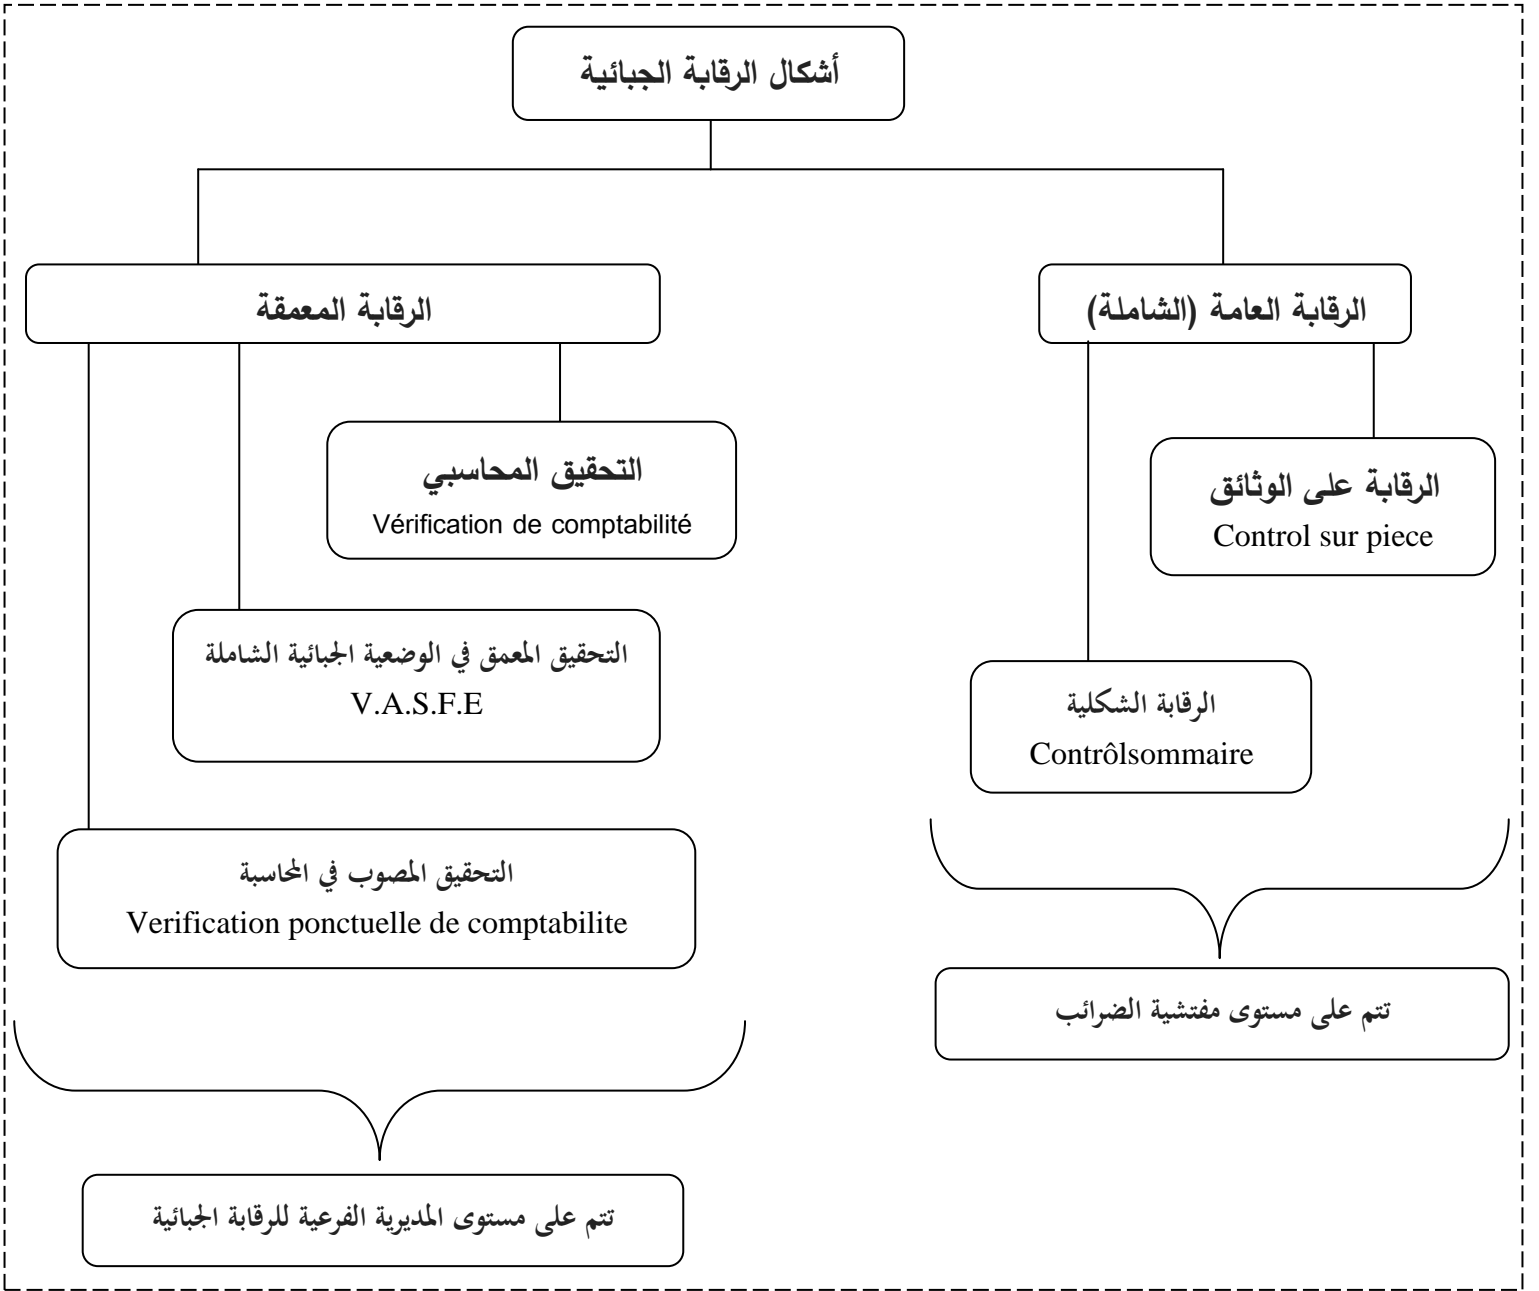 أشكال الرقابة الجبائية
الرقابة العامة (الشاملة)
الرقابة المعمقة
الرقابة على الوثائق
Control sur piece
الرقابة الشكلية
Contrôlsommaire
تتم على مستوى مفتشية الضرائب
التحقيق المحاسبي
Vérification de comptabilité
التحقيق المعمق في الوضعية الجبائية الشاملة
V.A.S.F.E
التحقيق المصوب في المحاسبة
Verification ponctuelle de comptabilite
تتم على مستوى المديرية الفرعية للرقابة الجبائية